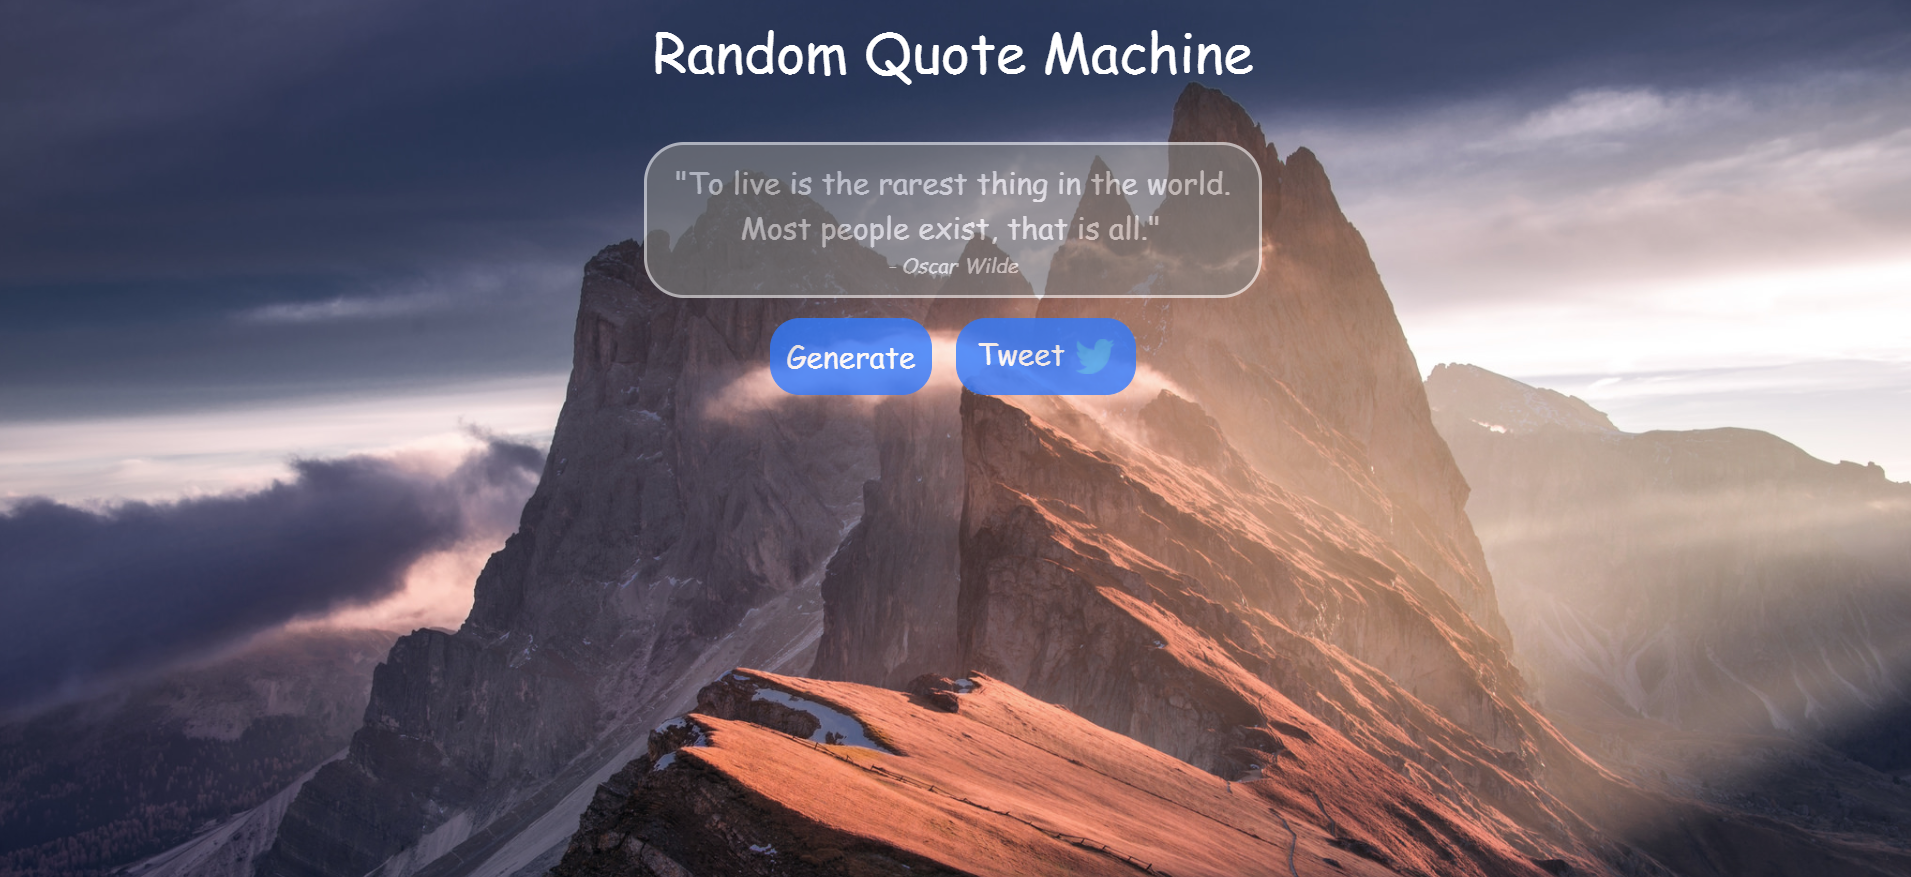 Random Quote Machine
"To live is the rarest thing in the world.
Most people exist, that is all."
- Oscar Wilde
Generate
Tweet